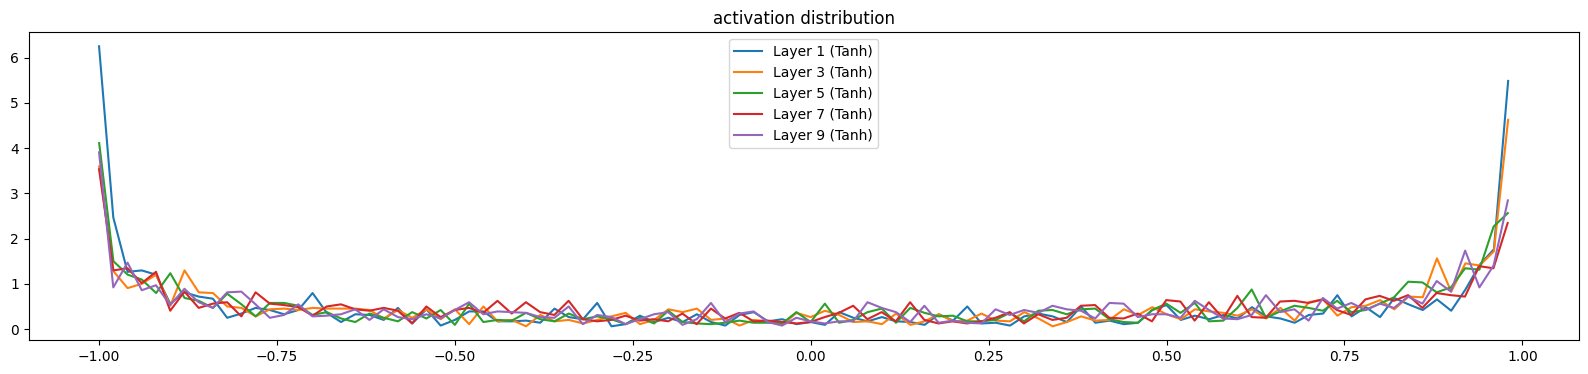 activation distribution
6
5
4
3
2
1
0
Layer 1 (Tanh)
Layer 3 (Tanh)
Layer 5 (Tanh)
Layer 7 (Tanh)
Layer 9 (Tanh)
−1.00 −0.75 −0.50 −0.25 0.00 0.25 0.50 0.75 1.00